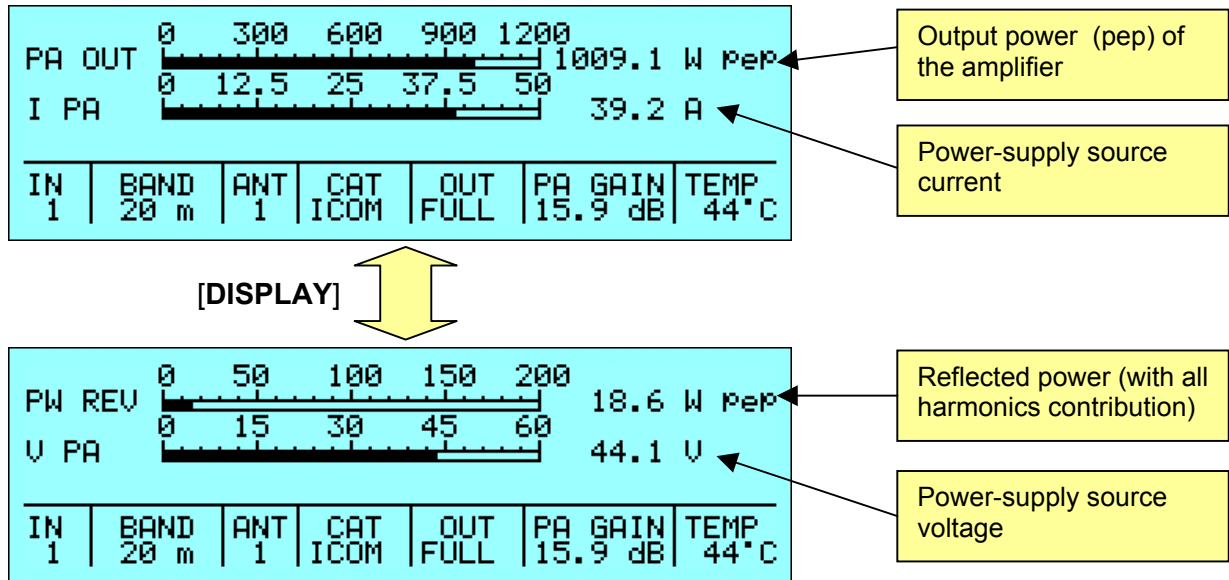 0 300 600 900 1200
PA OUT 1009.1 W pep
0 12.5 25 37.5 50
I PA 39.2 A
IN BAND ANT CAT OUT PA GAIN TEMP
1 20 m 1 ICOM FULL 15.9 dB 44°C
Output power (pep) of
the amplifier
Power-supply source
current
[DISPLAY]
0 50 100 150 200
PW REV 18.6 W pep
0 15 30 45 60
V PA 44.1 V
IN BAND ANT CAT OUT PA GAIN TEMP
1 20 m 1 ICOM FULL 15.9 dB 44°C
Reflected power (with all
harmonics contribution)
Power-supply source
voltage